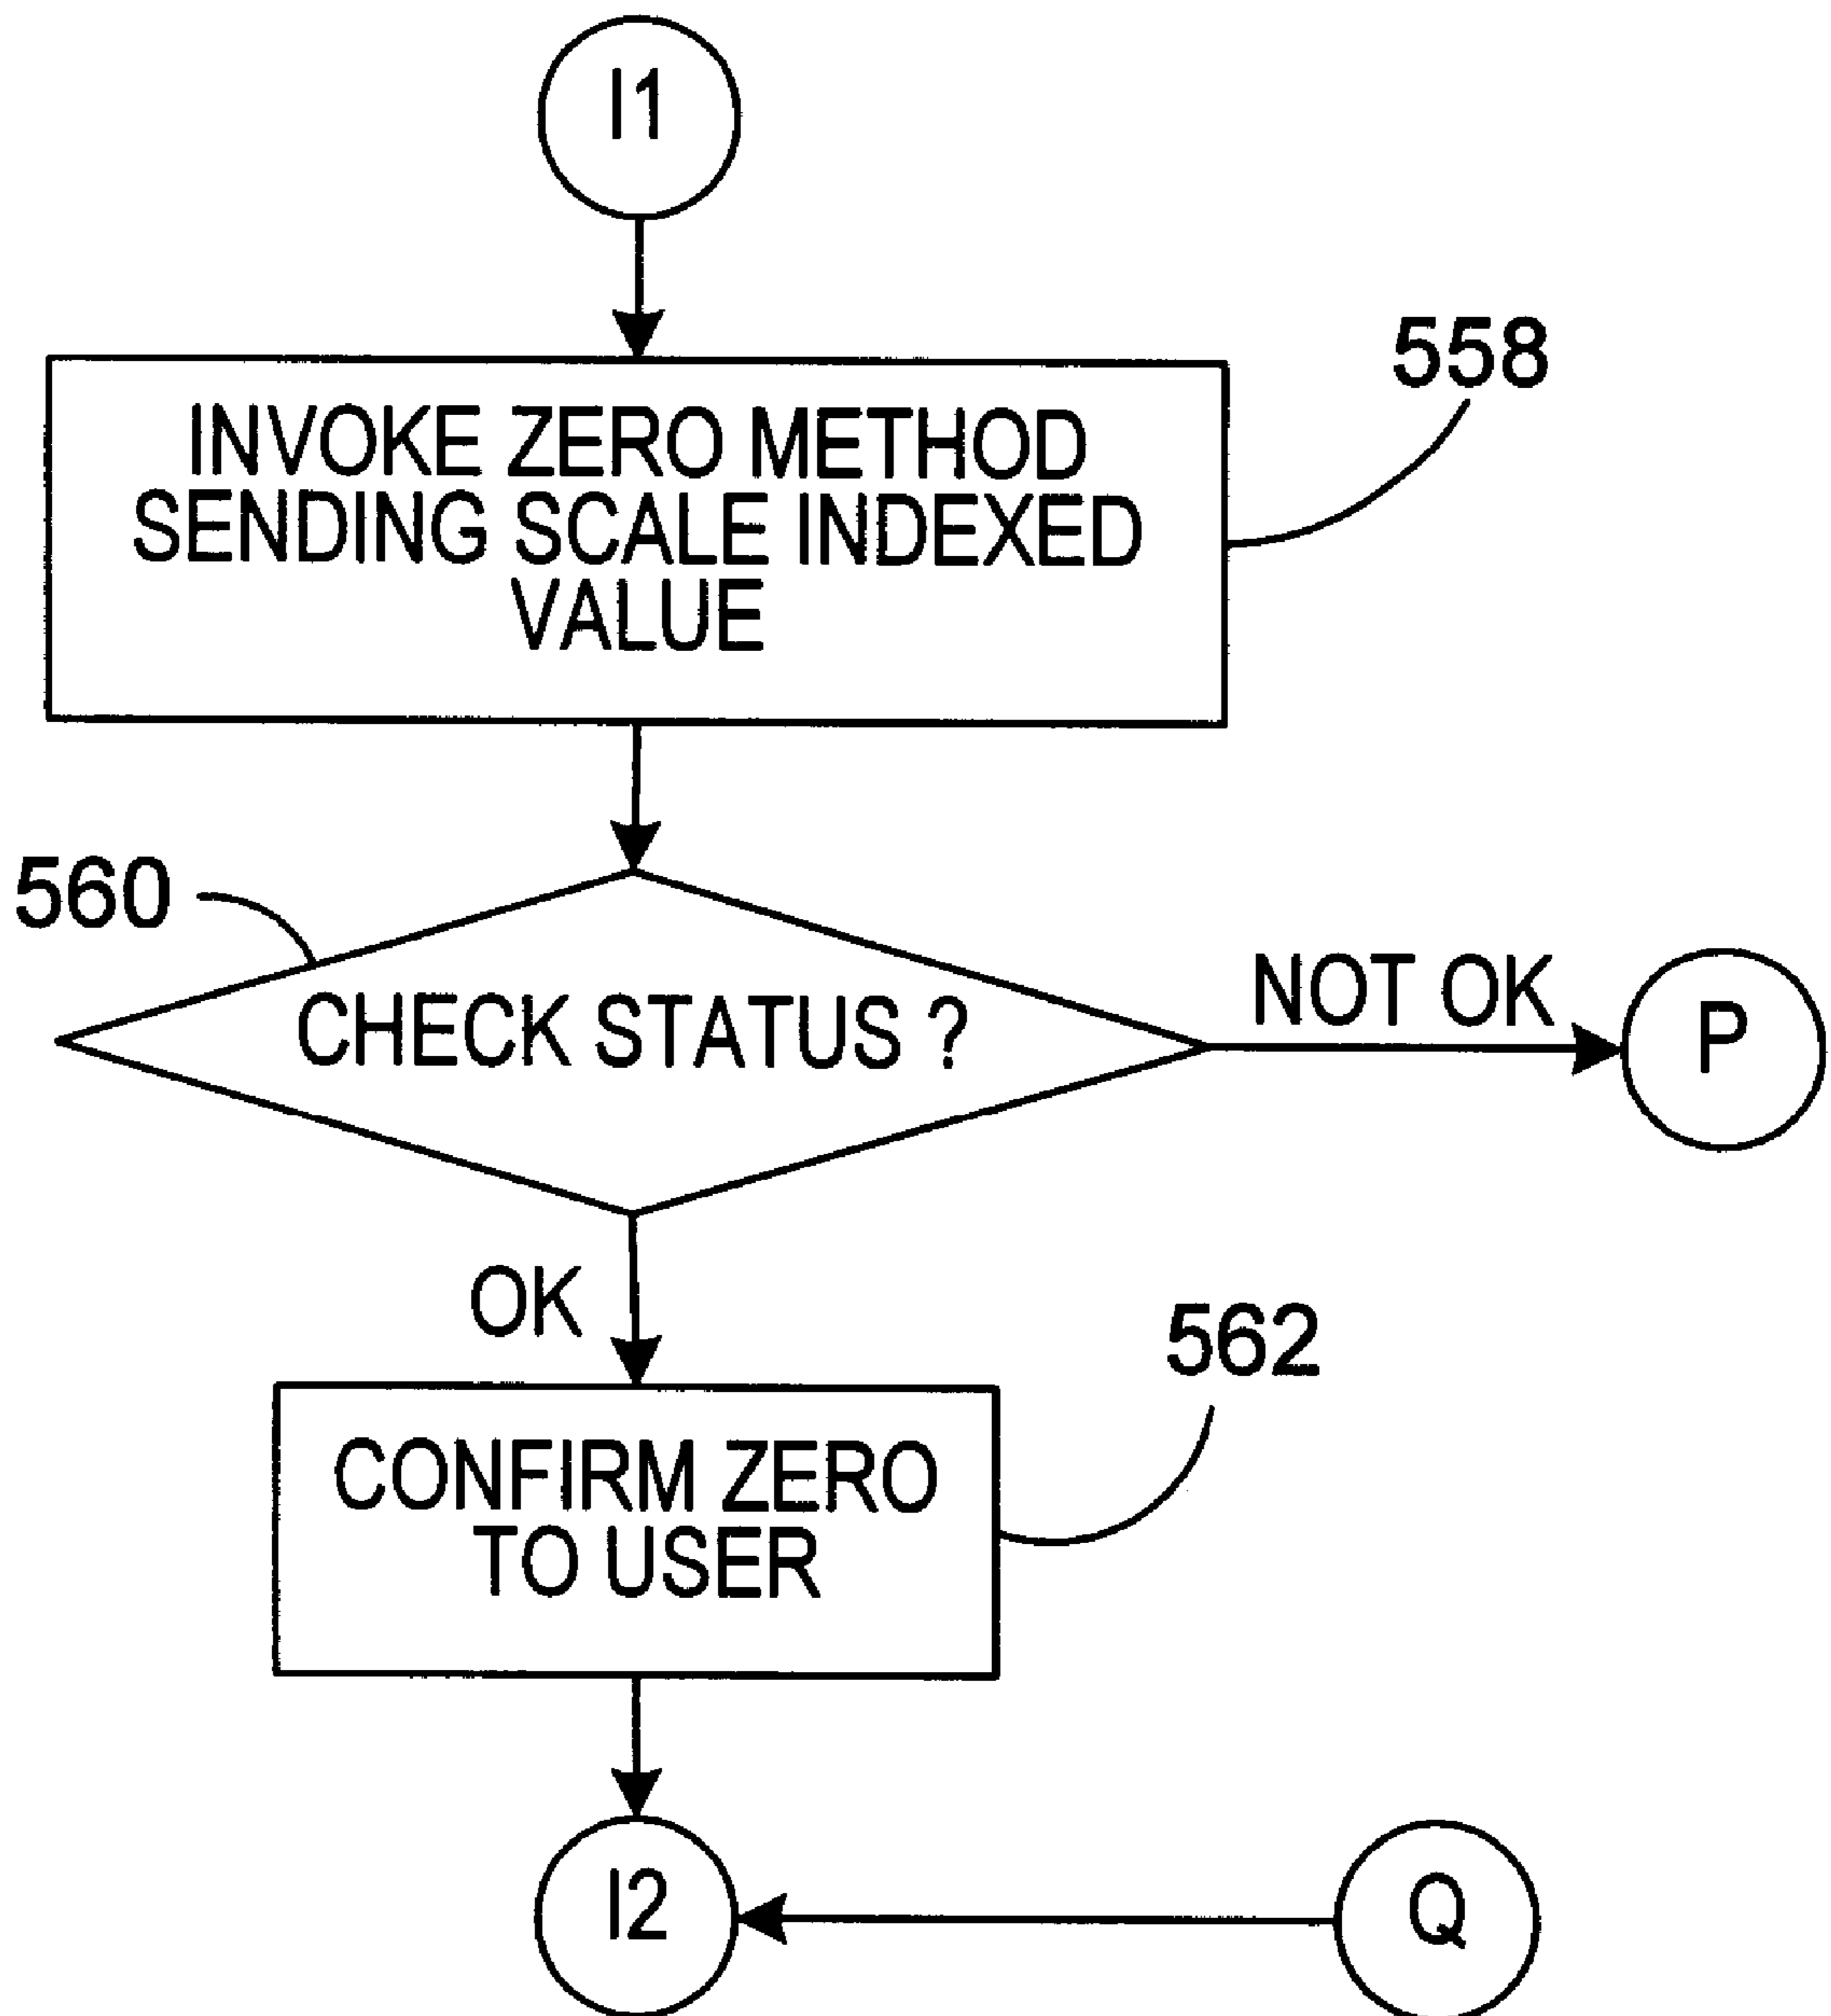 I1
558
INVOKE ZERO METHOD
SENDING SCALE INDEXED
VALUE
560
CHECK STATUS ?
NOT OK
P
OK
562
CONFIRM ZERO
TO USER
I2
Q